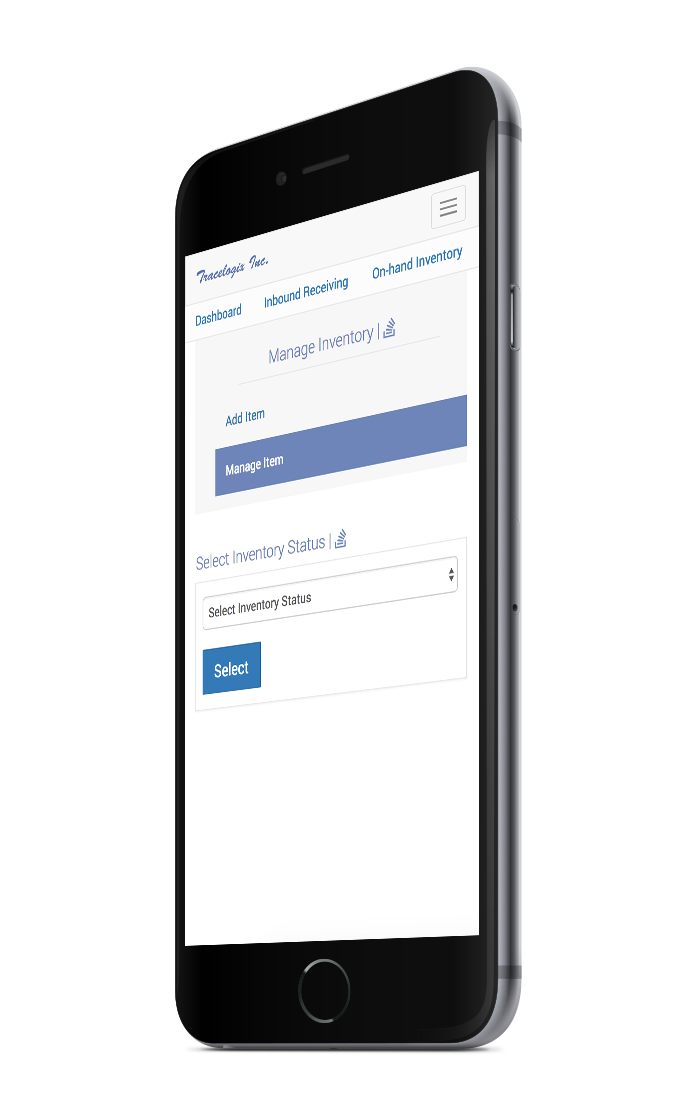 Tracelogix Inc.
Dashboard Inbound Receiving On-hand Inventory
Manage Inventory |
Add Item
Manage Item
Select Inventory Status |
Select Inventory Status
Select